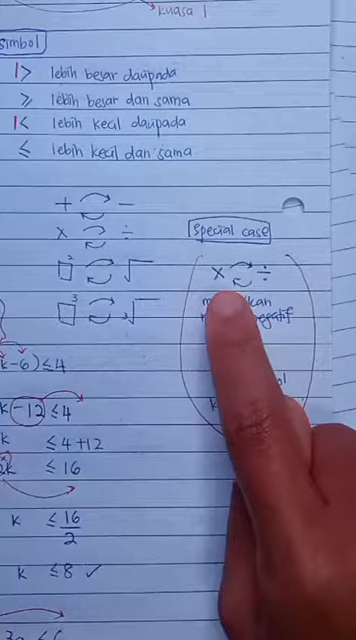 kuasa 1
simbol
> lebih besar daripada
≥ lebih besar dan sama
< lebih kecil daripada
≤ lebih kecil dan sama
+ −
× ÷
□² √
□³ ³√
special case
× ÷
k-6) ≤ 4
k-12 ≤ 4
k ≤ 4+12
2k ≤ 16
k ≤ 16/2
k ≤ 8 ✓